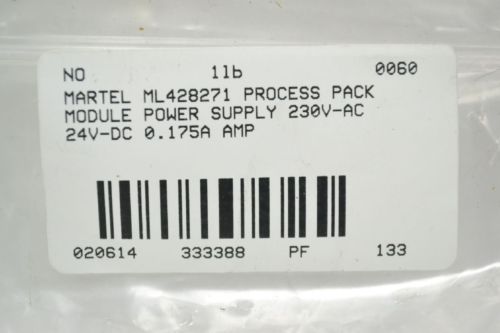 NO 1lb 0060
MARTEL ML428271 PROCESS PACK
MODULE POWER SUPPLY 230V-AC
24V-DC 0.175A AMP
020614 333388 PF 133